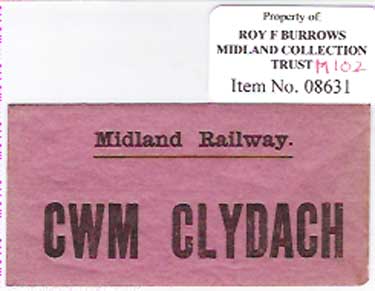 Property of:
ROY F BURROWS
MIDLAND COLLECTION
TRUST M102
Item No. 08631
Midland Railway.
CWM CLYDACH